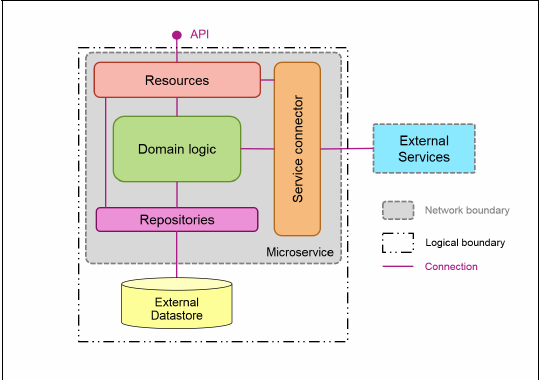 API
Resources
Service connector
Domain logic
External
Services
Repositories
Network boundary
Logical boundary
Microservice
Connection
External
Datastore